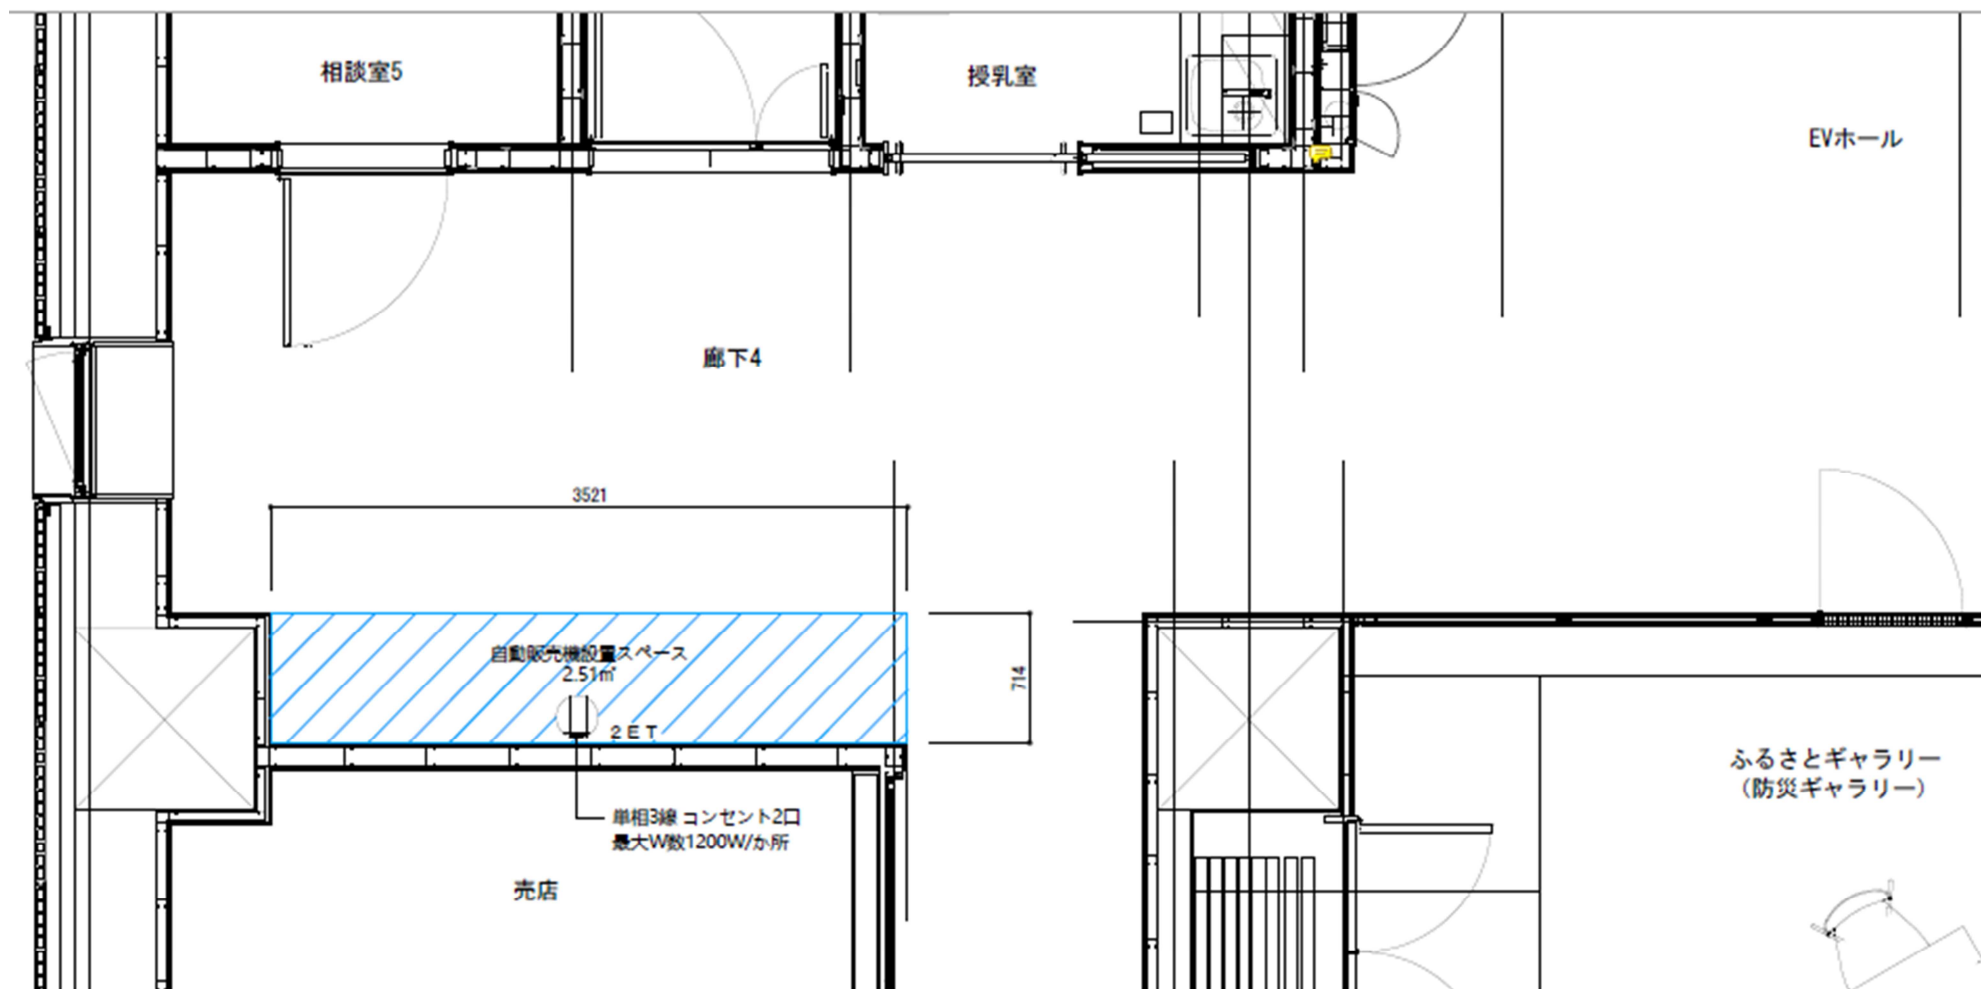 相談室5
授乳室
EVホール
廊下4
3521
自動販売機設置スペース
2.51㎡
714
2ET
単相3線 コンセント2口
最大W数1200W/か所
売店
ふるさとギャラリー
（防災ギャラリー）